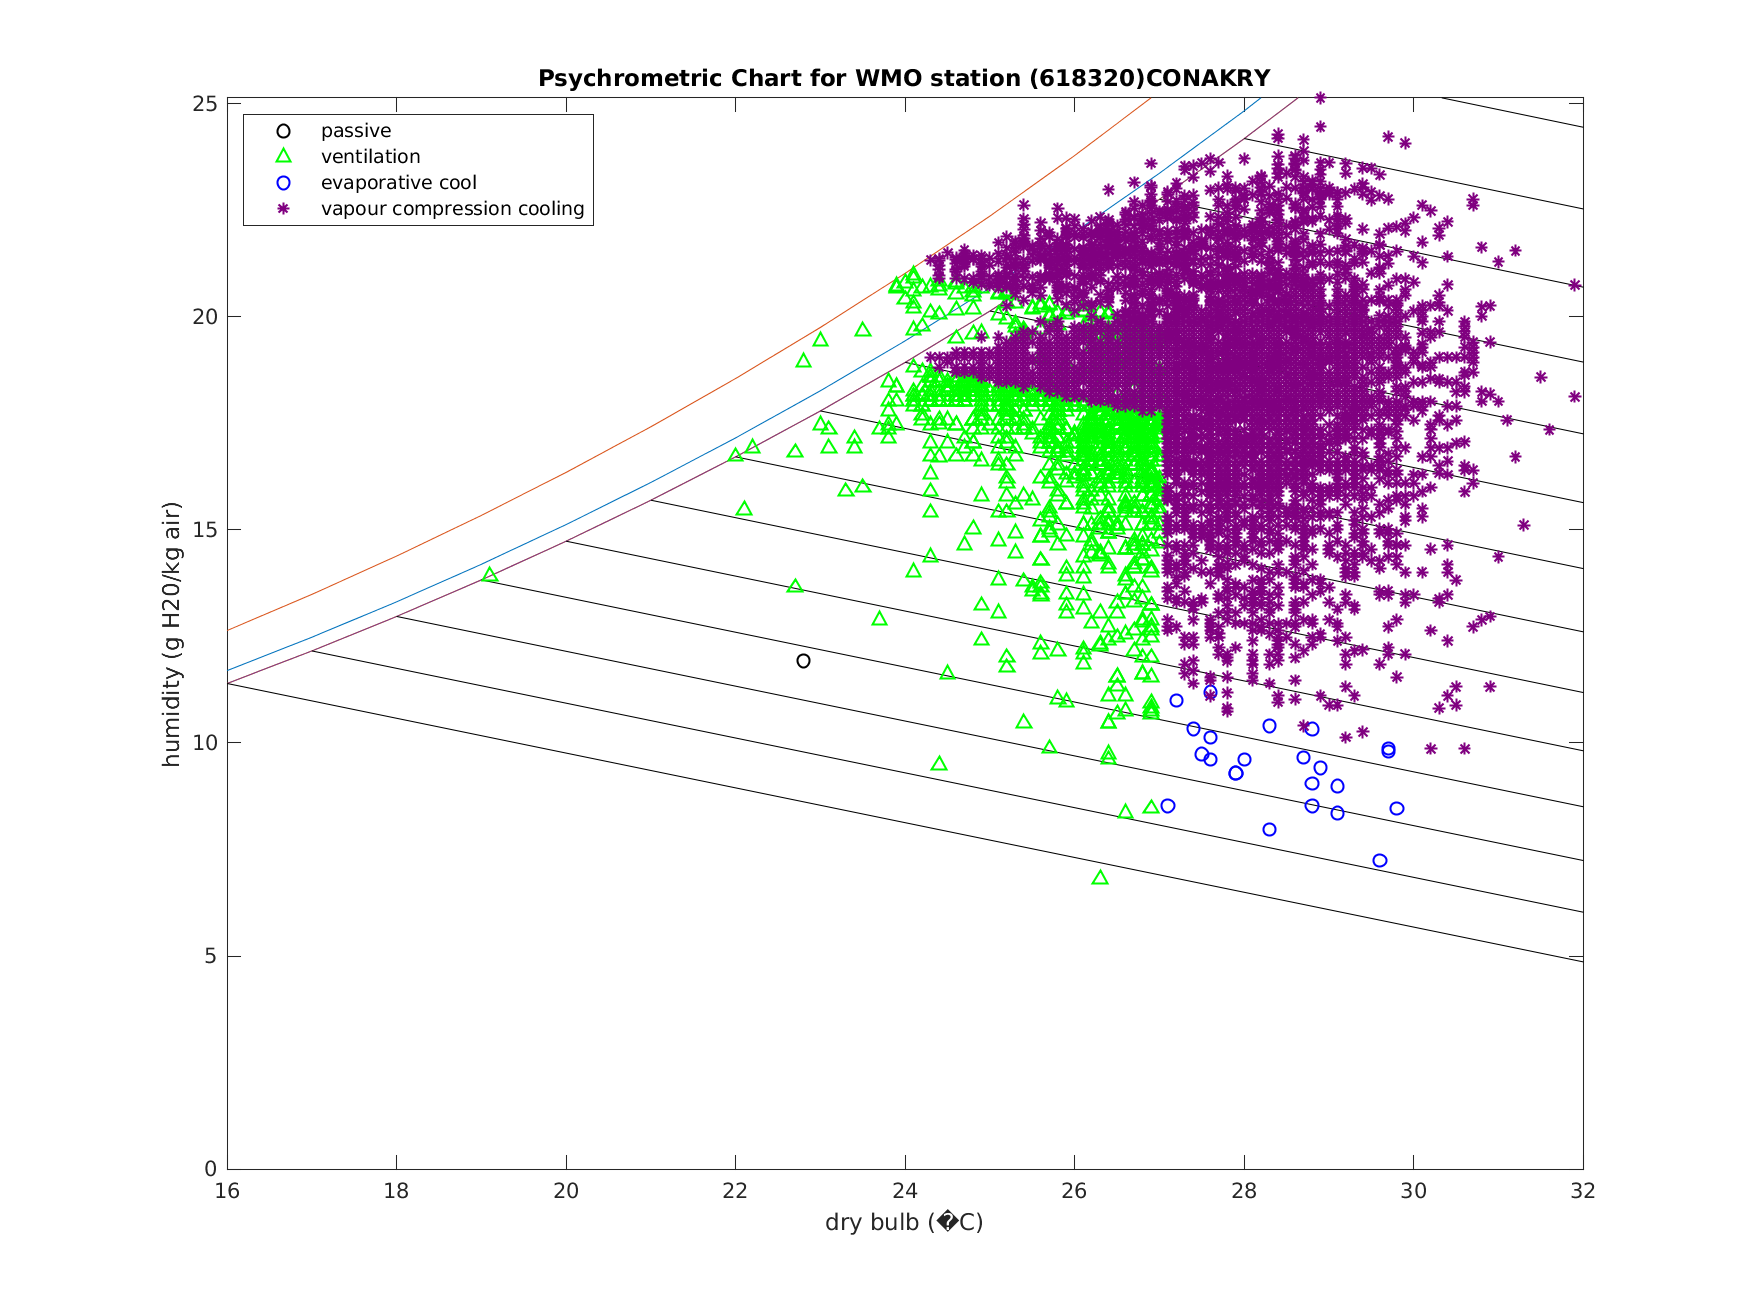 Psychrometric Chart for WMO station (618320)CONAKRY
passive
ventilation
evaporative cool
vapour compression cooling
humidity (g H20/kg air)
25
20
15
10
5
0
16 18 20 22 24 26 28 30 32
dry bulb (�C)